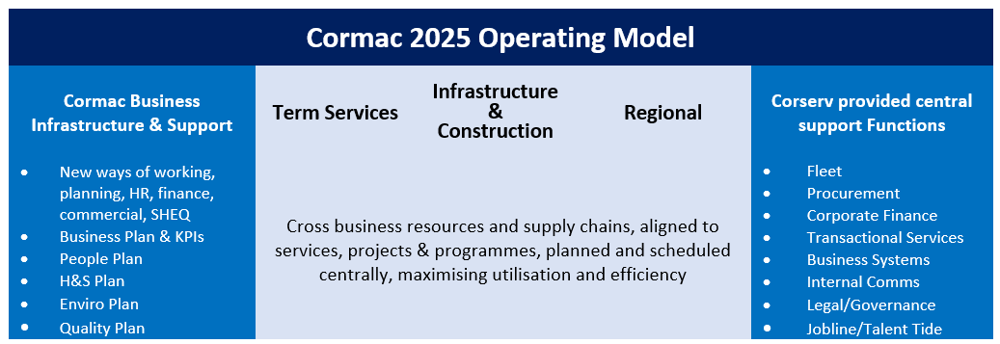 Cormac 2025 Operating Model
Cormac Business
Infrastructure & Support
• New ways of working,
planning, HR, finance,
commercial, SHEQ
• Business Plan & KPIs
• People Plan
• H&S Plan
• Enviro Plan
• Quality Plan
Term Services
Infrastructure
&
Construction
Regional
Cross business resources and supply chains, aligned to
services, projects & programmes, planned and scheduled
centrally, maximising utilisation and efficiency
Corserv provided central
support Functions
• Fleet
• Procurement
• Corporate Finance
• Transactional Services
• Business Systems
• Internal Comms
• Legal/Governance
• Jobline/Talent Tide